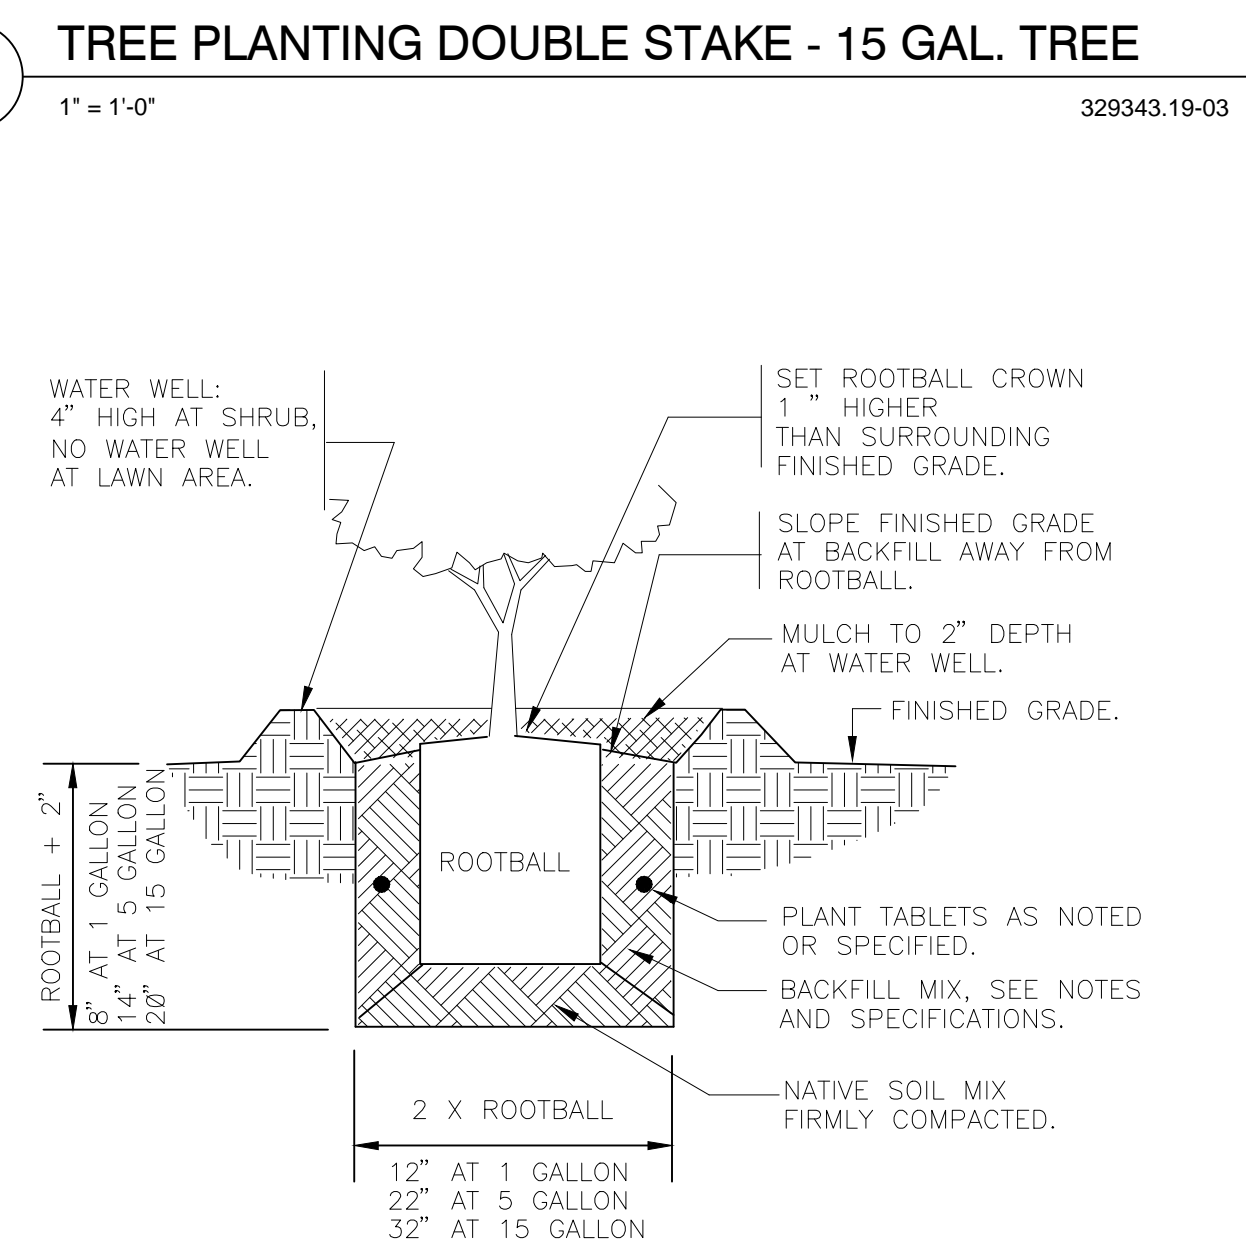 TREE PLANTING DOUBLE STAKE - 15 GAL. TREE
1" = 1'-0"
329343.19-03
WATER WELL:
4" HIGH AT SHRUB,
NO WATER WELL
AT LAWN AREA.
SET ROOTBALL CROWN
1 " HIGHER
THAN SURROUNDING
FINISHED GRADE.
SLOPE FINISHED GRADE
AT BACKFILL AWAY FROM
ROOTBALL.
MULCH TO 2" DEPTH
AT WATER WELL.
FINISHED GRADE.
ROOTBALL + 2"
8" AT 1 GALLON
14" AT 5 GALLON
20" AT 15 GALLON
ROOTBALL
PLANT TABLETS AS NOTED
OR SPECIFIED.
BACKFILL MIX, SEE NOTES
AND SPECIFICATIONS.
NATIVE SOIL MIX
FIRMLY COMPACTED.
2 X ROOTBALL
12" AT 1 GALLON
22" AT 5 GALLON
32" AT 15 GALLON